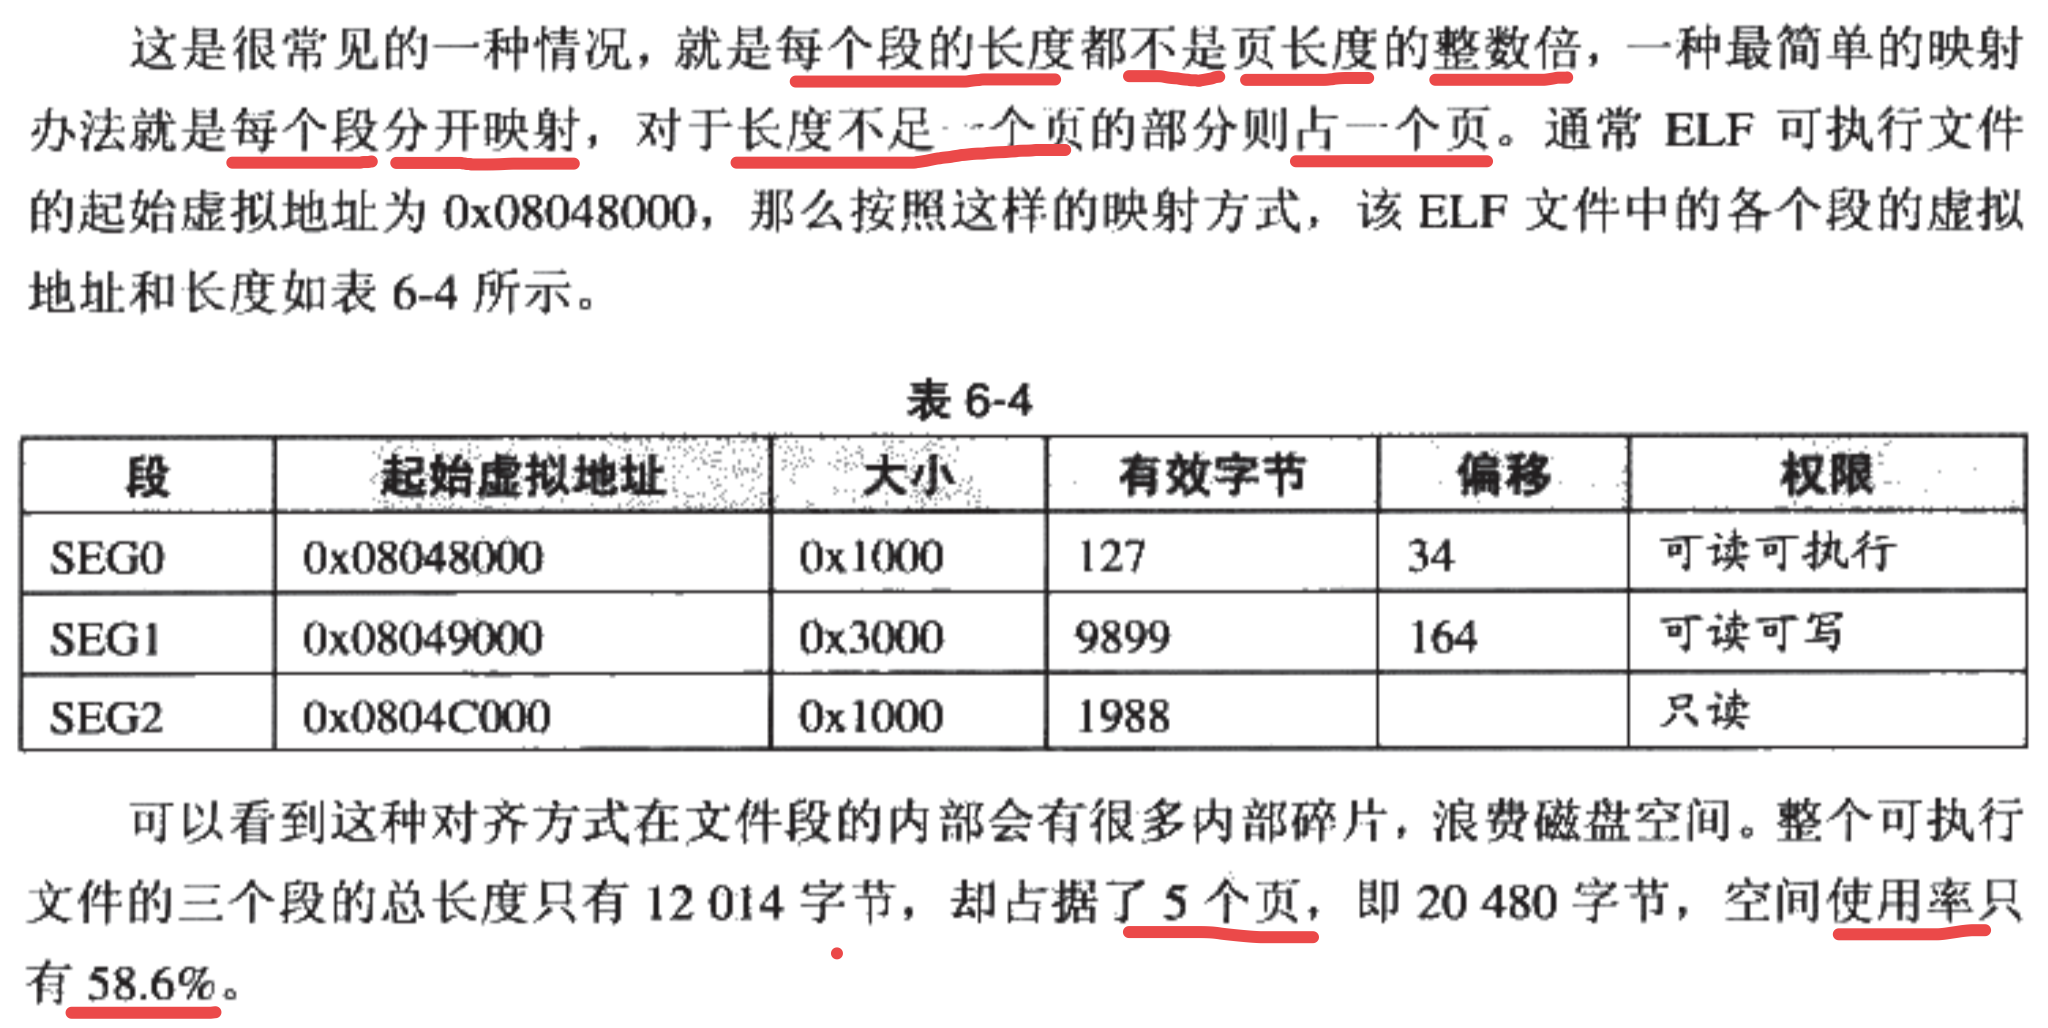 这是很常见的一种情况，就是每个段的长度都不是页长度的整数倍，一种最简单的映射
办法就是每个段分开映射，对于长度不足一个页的部分则占一个页。通常 ELF 可执行文件
的起始虚拟地址为 0x08048000，那么按照这样的映射方式，该 ELF 文件中的各个段的虚拟
地址和长度如表 6-4 所示。
表 6-4
段 起始虚拟地址 大小 有效字节 偏移 权限
SEG0 0x08048000 0x1000 127 34 可读可执行
SEG1 0x08049000 0x3000 9899 164 可读可写
SEG2 0x0804C000 0x1000 1988 只读
可以看到这种对齐方式在文件段的内部会有很多内部碎片，浪费磁盘空间。整个可执行
文件的三个段的总长度只有 12 014 字节，却占据了 5 个页，即 20 480 字节，空间使用率只
有 58.6%。